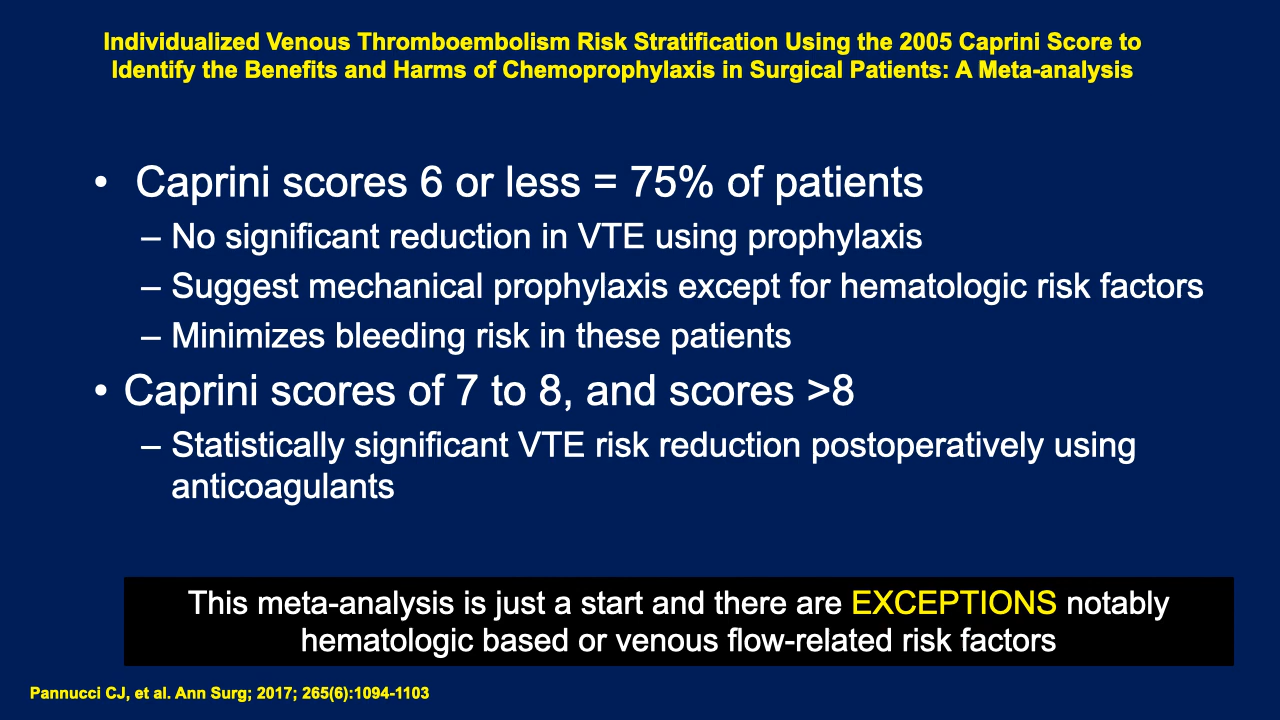 Individualized Venous Thromboembolism Risk Stratification Using the 2005 Caprini Score to
Identify the Benefits and Harms of Chemoprophylaxis in Surgical Patients: A Meta-analysis
• Caprini scores 6 or less = 75% of patients
– No significant reduction in VTE using prophylaxis
– Suggest mechanical prophylaxis except for hematologic risk factors
– Minimizes bleeding risk in these patients
• Caprini scores of 7 to 8, and scores >8
– Statistically significant VTE risk reduction postoperatively using
anticoagulants
This meta-analysis is just a start and there are EXCEPTIONS notably
hematologic based or venous flow-related risk factors
Pannucci CJ, et al. Ann Surg; 2017; 265(6):1094-1103